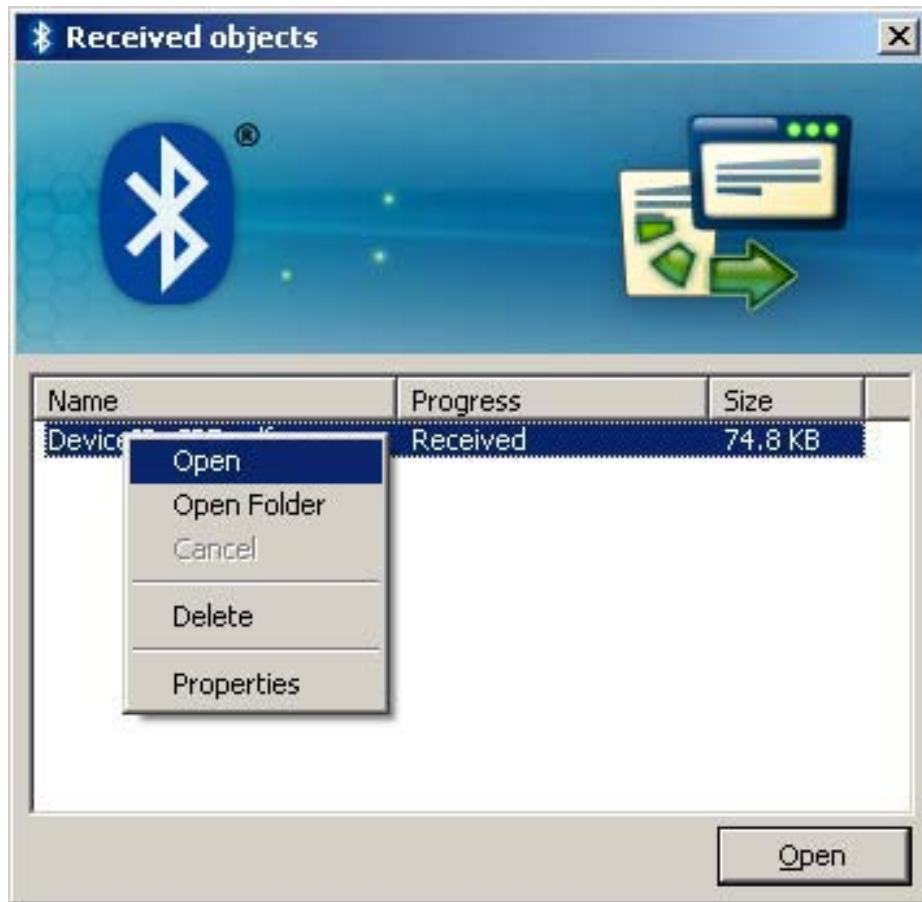 Received objects
®
Name Progress Size
Device Received 74.8 KB
Open
Open Folder
Cancel
Delete
Properties
Open